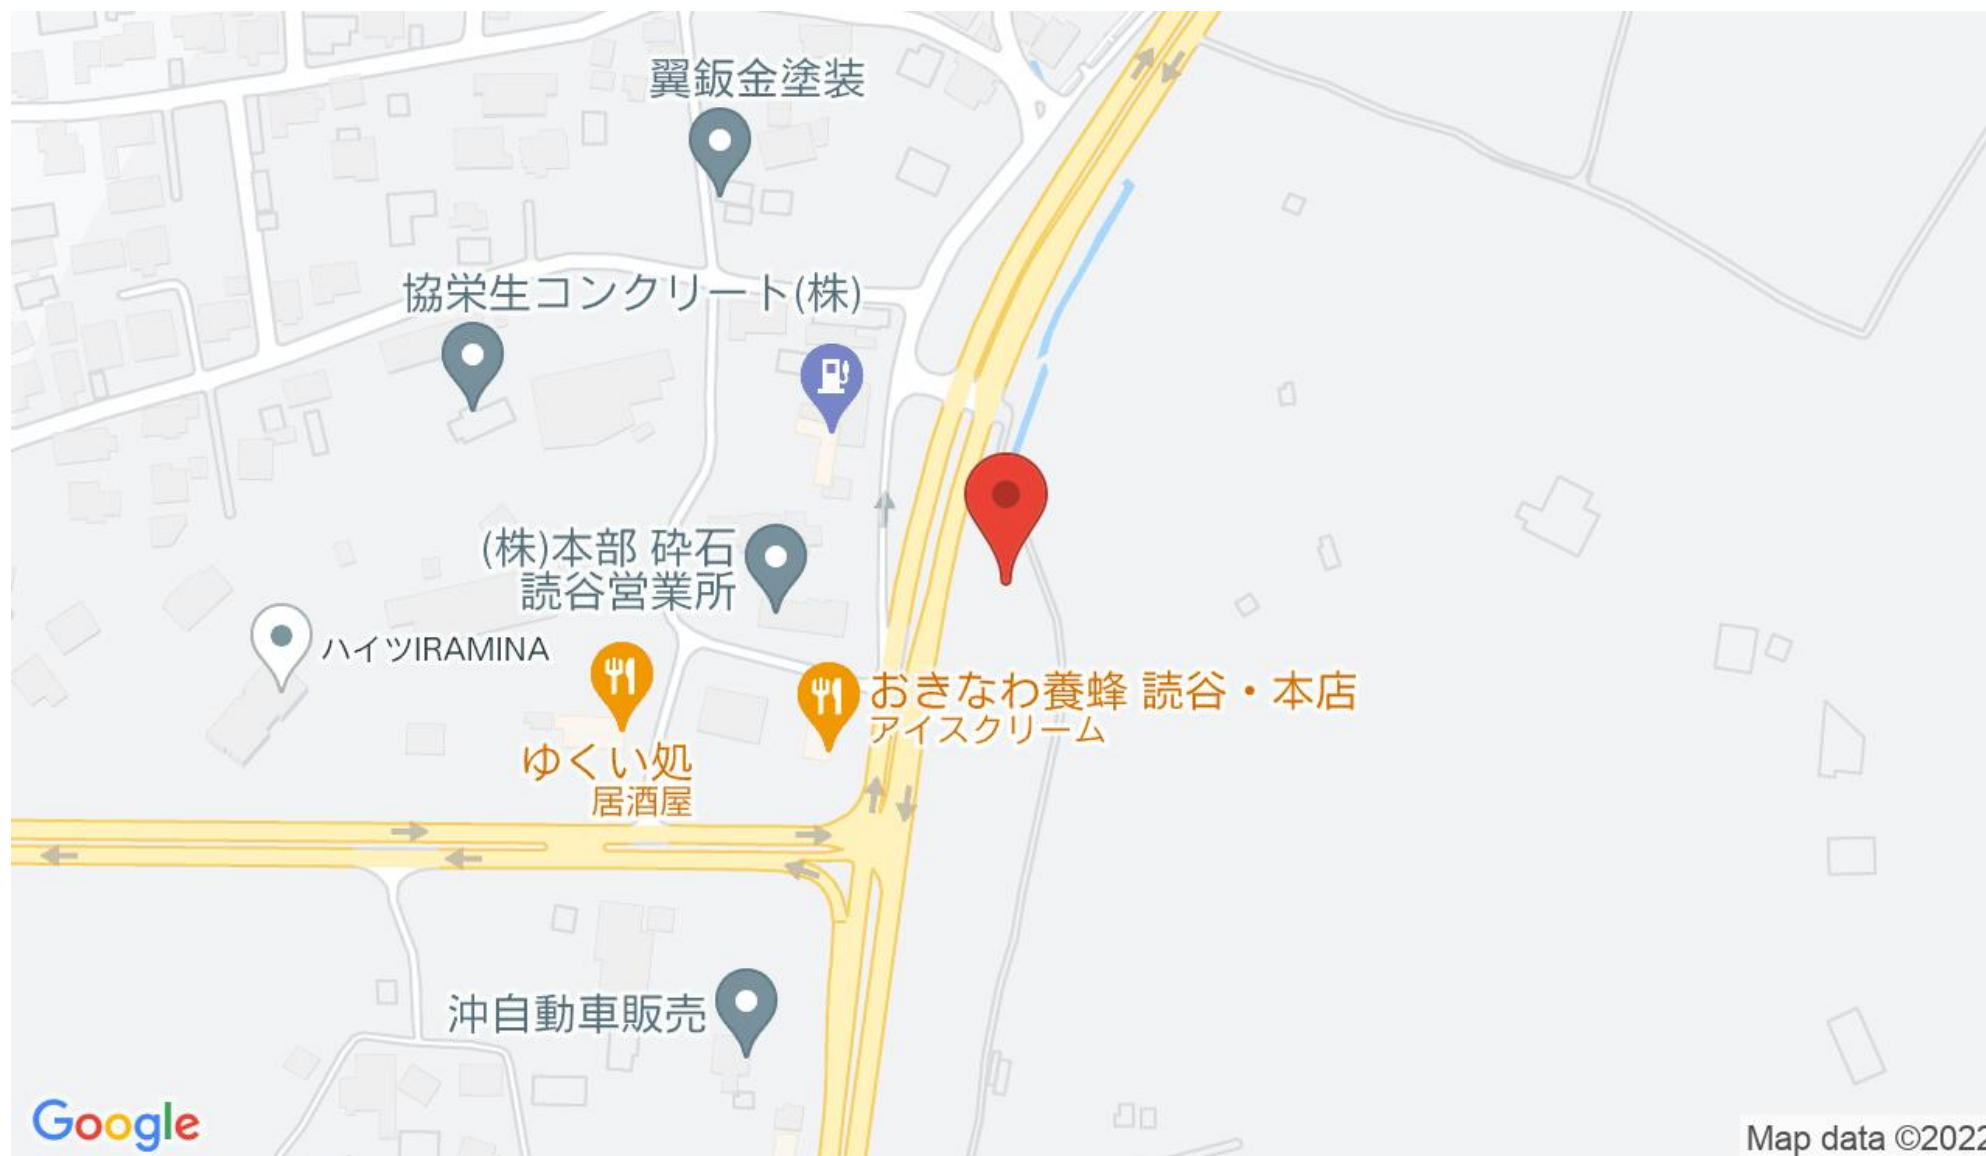 翼鈑金塗装
協栄生コンクリート(株)
(株)本部 砕石
読谷営業所
ハイツIRAMINA
おきなわ養蜂 読谷・本店
アイスクリーム
ゆくい処
居酒屋
沖自動車販売
Google
Map data ©2022